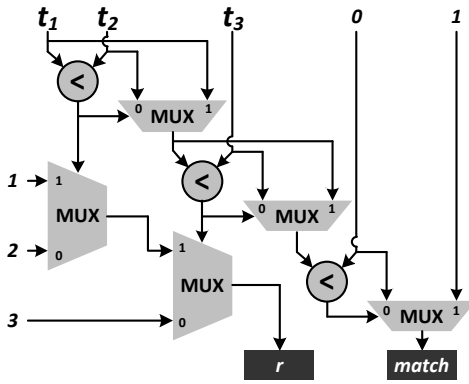 t1 t2 t3 0 1
<
0 MUX 1
<
1 1 MUX
2 0
0 MUX 1
1 MUX
3 0
<
0 MUX 1
r
match